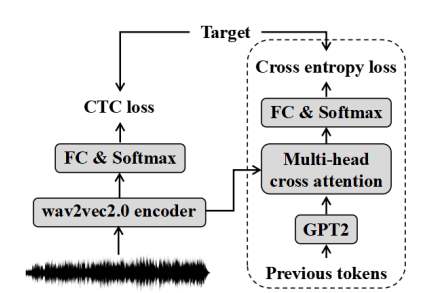 Target
CTC loss
FC & Softmax
wav2vec2.0 encoder
Cross entropy loss
FC & Softmax
Multi-head
cross attention
GPT2
Previous tokens